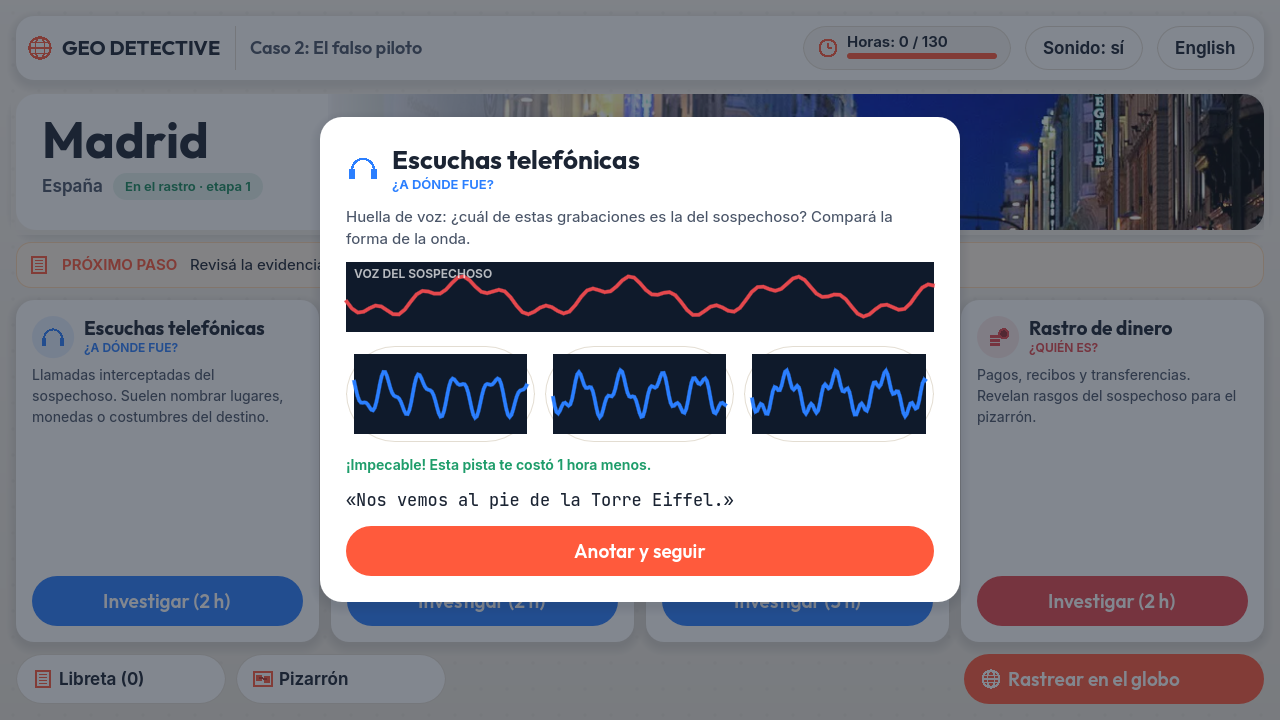 GEO DETECTIVE
Caso 2: El falso piloto
Horas: 0 / 130
Sonido: sí
English
Madrid
España
En el rastro · etapa 1
EGENTE
PRÓXIMO PASO Revisá la evidencia
Escuchas telefónicas
¿A DÓNDE FUE?
Llamadas interceptadas del
sospechoso. Suelen nombrar lugares,
monedas o costumbres del destino.
Investigar (2 h)
Escuchas telefónicas
¿A DÓNDE FUE?
Huella de voz: ¿cuál de estas grabaciones es la del sospechoso? Compará la
forma de la onda.
VOZ DEL SOSPECHOSO
¡Impecable! Esta pista te costó 1 hora menos.
«Nos vemos al pie de la Torre Eiffel.»
Anotar y seguir
Investigar (2 h)
Investigar (3 h)
Rastro de dinero
¿QUIÉN ES?
Pagos, recibos y transferencias.
Revelan rasgos del sospechoso para el
pizarrón.
Investigar (2 h)
Libreta (0)
Pizarrón
Rastrear en el globo